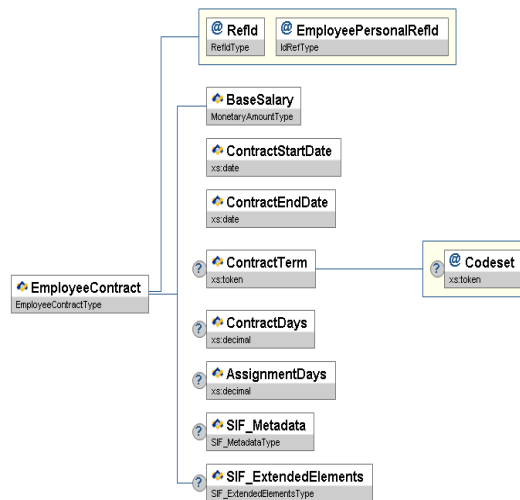 @ RefId
RefIdType
@ EmployeePersonalRefId
IdRefType
BaseSalary
MonetaryAmountType
ContractStartDate
xs:date
ContractEndDate
xs:date
? ContractTerm
xs:token
? @ Codeset
xs:token
EmployeeContract
EmployeeContractType
? ContractDays
xs:decimal
? AssignmentDays
xs:decimal
? SIF_Metadata
SIF_MetadataType
? SIF_ExtendedElements
SIF_ExtendedElementsType